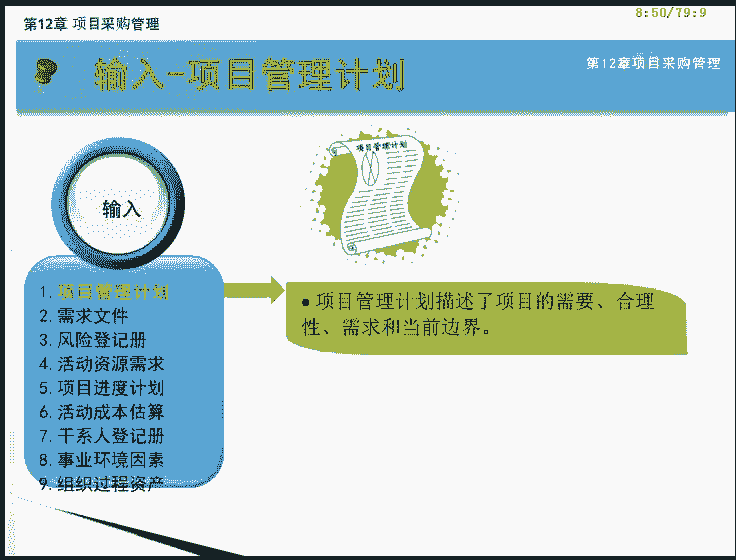 第12章 项目采购管理
8:50/79:9
输入-项目管理计划
第12章项目采购管理
项目管理计划
输入
1. 项目管理计划
2. 需求文件
3. 风险登记册
4. 活动资源需求
5. 项目进度计划
6. 活动成本估算
7. 干系人登记册
8. 事业环境因素
9. 组织过程资产
● 项目管理计划描述了项目的需要、合理
性、需求和当前边界。